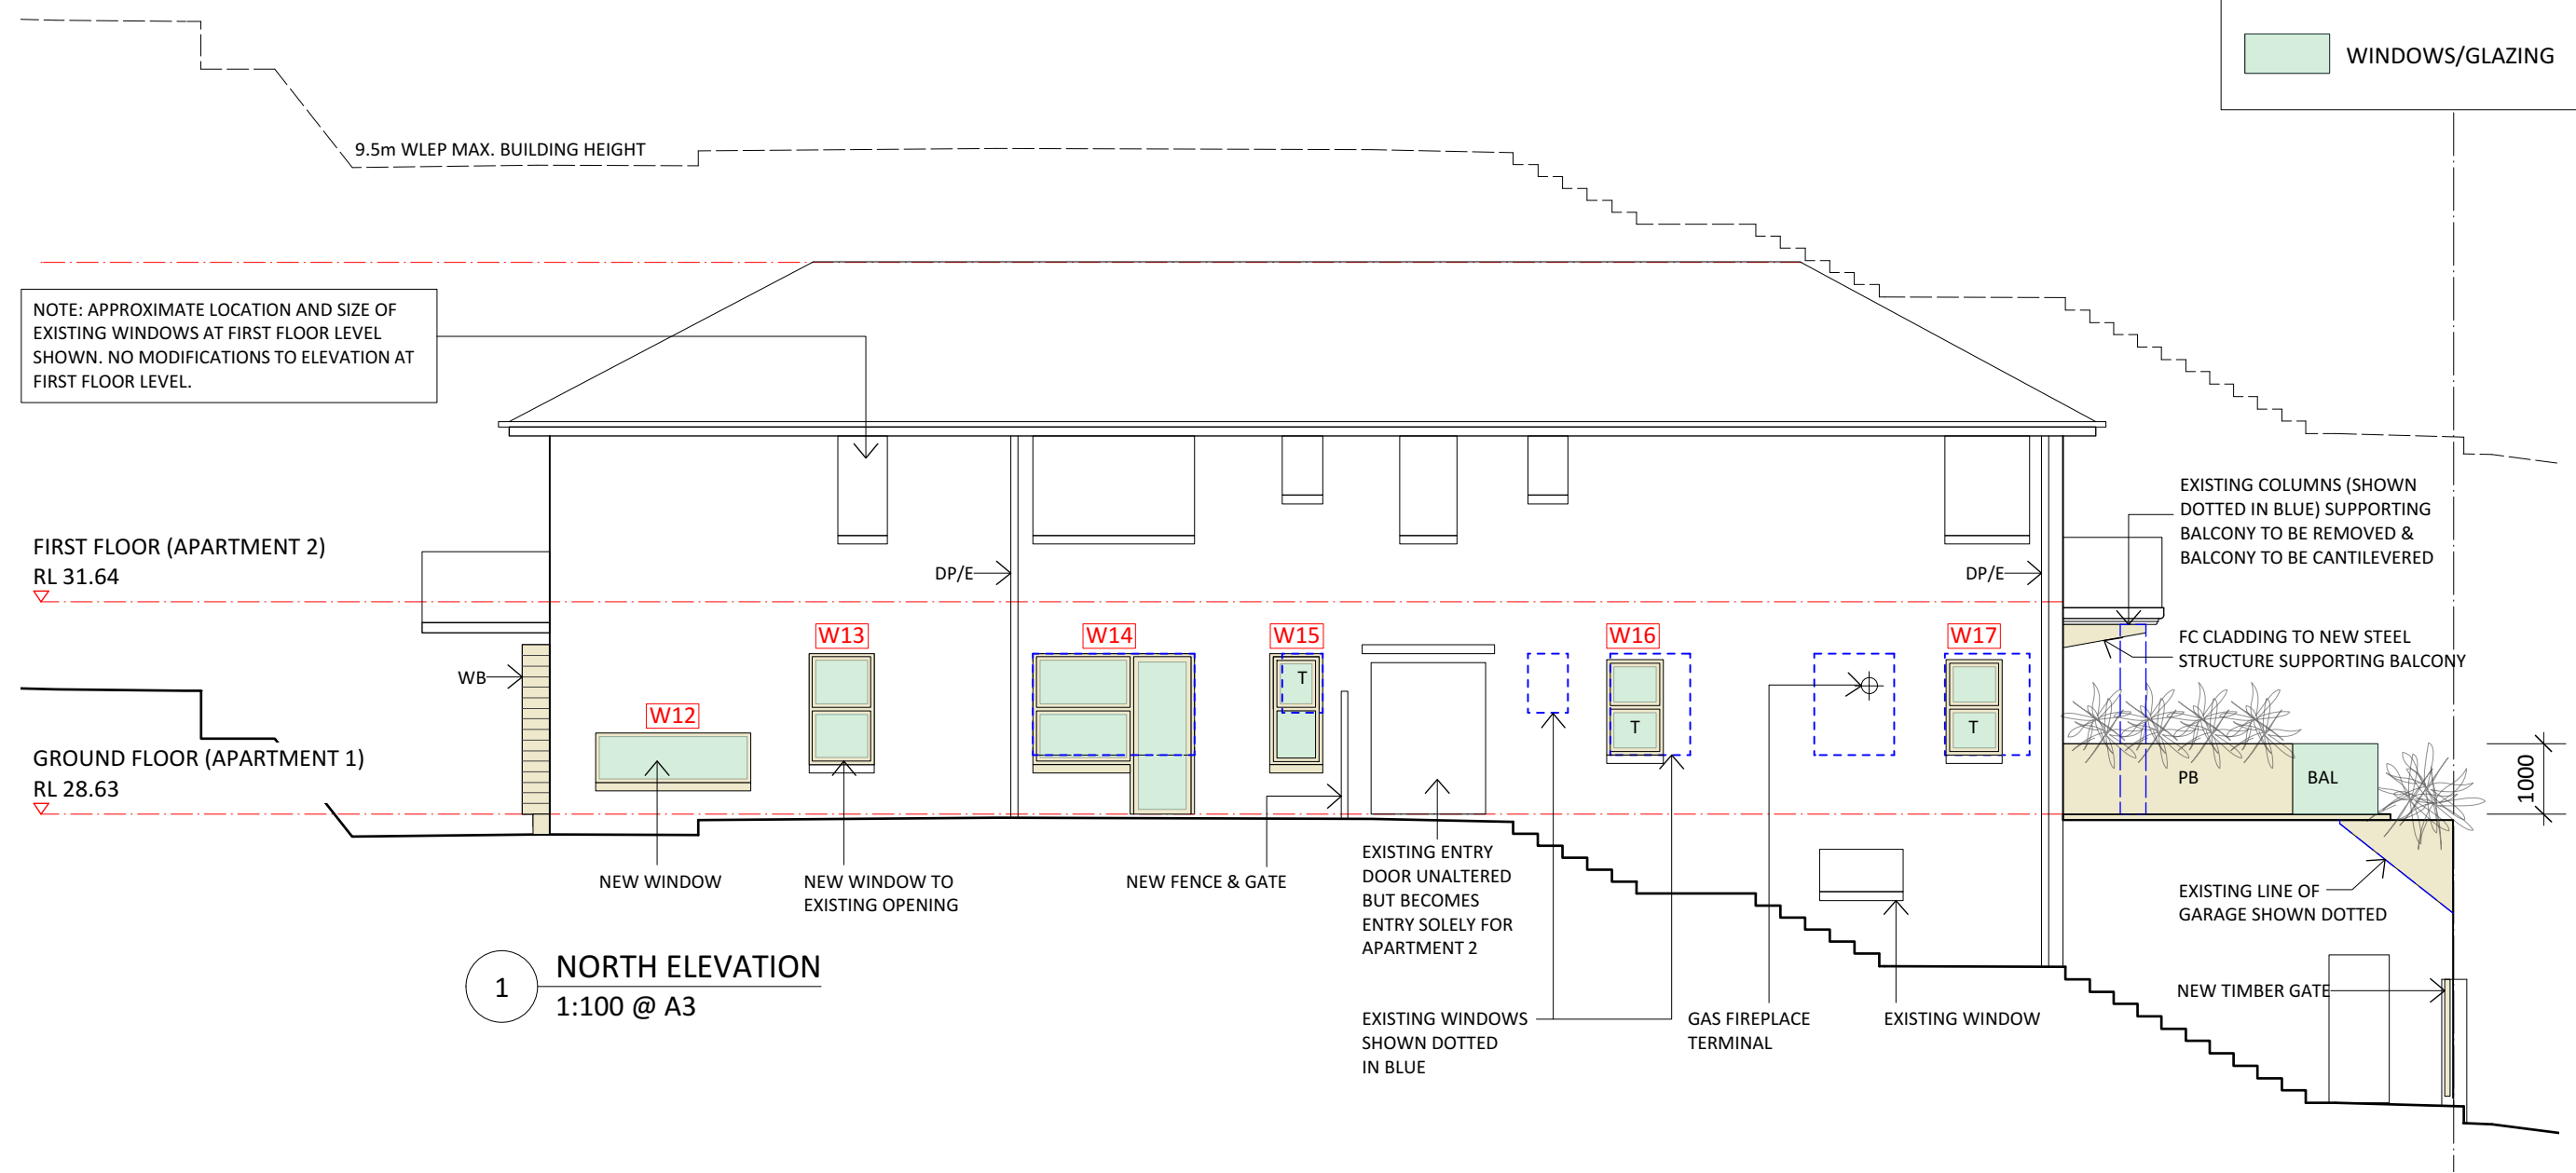 WINDOWS/GLAZING
9.5m WLEP MAX. BUILDING HEIGHT
NOTE: APPROXIMATE LOCATION AND SIZE OF
EXISTING WINDOWS AT FIRST FLOOR LEVEL
SHOWN. NO MODIFICATIONS TO ELEVATION AT
FIRST FLOOR LEVEL.
EXISTING COLUMNS (SHOWN
DOTTED IN BLUE) SUPPORTING
BALCONY TO BE REMOVED &
BALCONY TO BE CANTILEVERED
FIRST FLOOR (APARTMENT 2)
RL 31.64
DP/E
DP/E
W13
W14
W15
W16
W17
FC CLADDING TO NEW STEEL
STRUCTURE SUPPORTING BALCONY
WB
T
W12
T
T
GROUND FLOOR (APARTMENT 1)
RL 28.63
PB
BAL
1000
NEW WINDOW
NEW WINDOW TO
EXISTING OPENING
NEW FENCE & GATE
EXISTING ENTRY
DOOR UNALTERED
BUT BECOMES
ENTRY SOLELY FOR
APARTMENT 2
EXISTING LINE OF
GARAGE SHOWN DOTTED
1
NORTH ELEVATION
1:100 @ A3
NEW TIMBER GATE
EXISTING WINDOWS
SHOWN DOTTED
IN BLUE
GAS FIREPLACE
TERMINAL
EXISTING WINDOW